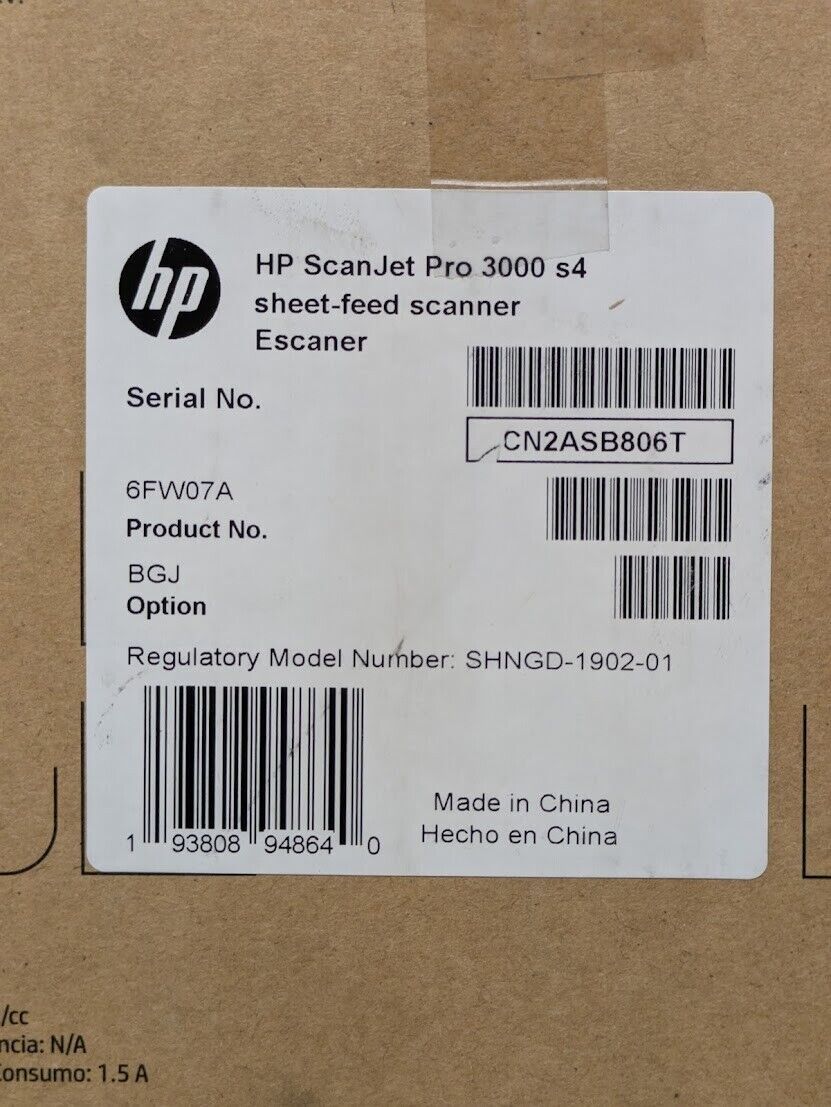 hp
HP ScanJet Pro 3000 s4
sheet-feed scanner
Escaner
Serial No.
CN2ASB806T
6FW07A
Product No.
BGJ
Option
Regulatory Model Number: SHNGD-1902-01
1 93808 94864 0
Made in China
Hecho en China
/cc
ncia: N/A
Consumo: 1.5 A